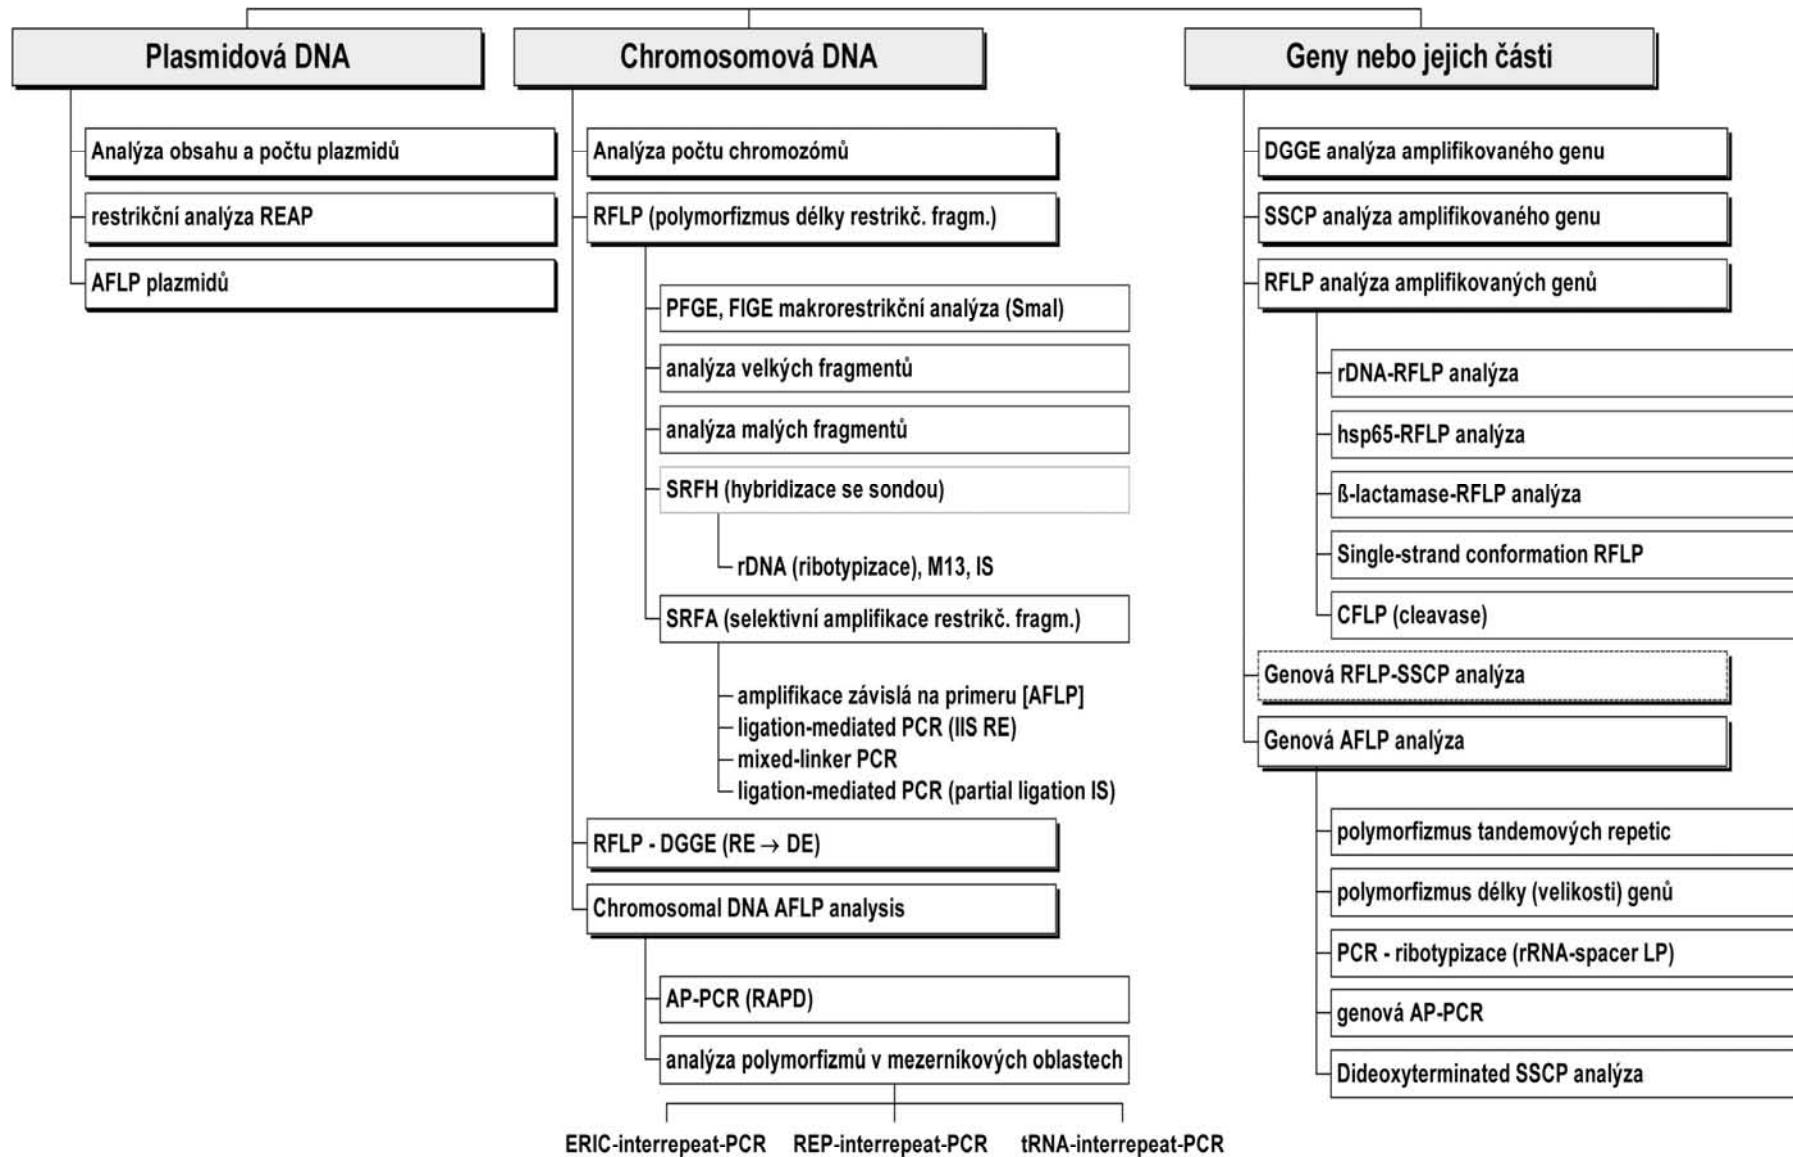 Plasmidová DNA
Analýza obsahu a počtu plazmidů
restrikční analýza REAP
AFLP plazmidů
Chromosomová DNA
Analýza počtu chromozómů
RFLP (polymorfizmus délky restrikč. fragm.)
PFGE, FIGE makrorestrikční analýza (SmaI)
analýza velkých fragmentů
analýza malých fragmentů
SRFH (hybridizace se sondou)
rDNA (ribotypizace), M13, IS
SRFA (selektivní amplifikace restrikč. fragm.)
amplifikace závislá na primeru [AFLP]
ligation-mediated PCR (IIS RE)
mixed-linker PCR
ligation-mediated PCR (partial ligation IS)
RFLP - DGGE (RE → DE)
Chromosomal DNA AFLP analysis
AP-PCR (RAPD)
analýza polymorfizmů v mezerníkových oblastech
ERIC-interrepeat-PCR
REP-interrepeat-PCR
tRNA-interrepeat-PCR
Geny nebo jejich části
DGGE analýza amplifikovaného genu
SSCP analýza amplifikovaného genu
RFLP analýza amplifikovaných genů
rDNA-RFLP analýza
hsp65-RFLP analýza
ß-lactamase-RFLP analýza
Single-strand conformation RFLP
CFLP (cleavase)
Genová RFLP-SSCP analýza
Genová AFLP analýza
polymorfizmus tandemových repetic
polymorfizmus délky (velikosti) genů
PCR - ribotypizace (rRNA-spacer LP)
genová AP-PCR
Dideoxyterminated SSCP analýza